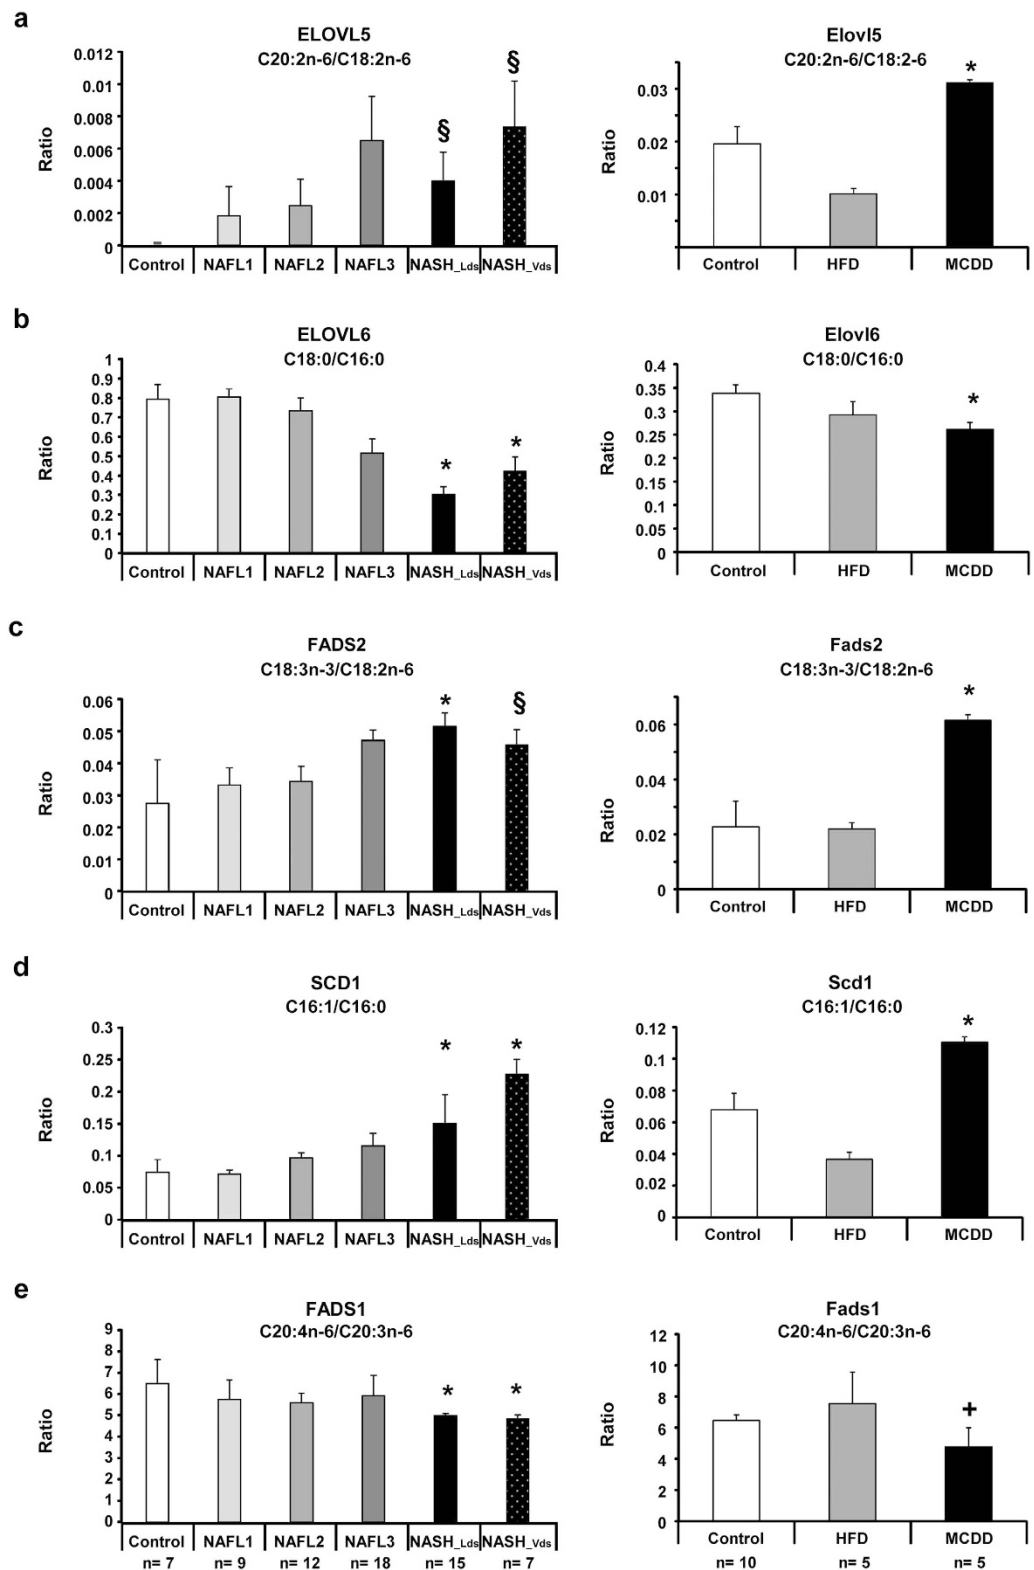 a
ELOVL5
C20:2n-6/C18:2n-6
Ratio
0.012
0.01
0.008
0.006
0.004
0.002
0
§
§
Control NAFL1 NAFL2 NAFL3 NASH_Lds NASH_Vds
Elovl5
C20:2n-6/C18:2-6
Ratio
0.03
0.02
0.01
*
Control HFD MCDD
b
ELOVL6
C18:0/C16:0
Ratio
1
0.9
0.8
0.7
0.6
0.5
0.4
0.3
0.2
0.1
0
*
*
Control NAFL1 NAFL2 NAFL3 NASH_Lds NASH_Vds
Elovl6
C18:0/C16:0
Ratio
0.4
0.35
0.3
0.25
0.2
0.15
0.1
0.05
0
*
Control HFD MCDD
c
FADS2
C18:3n-3/C18:2n-6
Ratio
0.06
0.05
0.04
0.03
0.02
0.01
0
*
§
Control NAFL1 NAFL2 NAFL3 NASH_Lds NASH_Vds
Fads2
C18:3n-3/C18:2n-6
Ratio
0.06
0.04
0.02
0
*
Control HFD MCDD
d
SCD1
C16:1/C16:0
Ratio
0.3
0.25
0.2
0.15
0.1
0.05
0
*
*
Control NAFL1 NAFL2 NAFL3 NASH_Lds NASH_Vds
Scd1
C16:1/C16:0
Ratio
0.12
0.1
0.08
0.06
0.04
0.02
0
*
Control HFD MCDD
e
FADS1
C20:4n-6/C20:3n-6
Ratio
9
8
7
6
5
4
3
2
1
0
*
*
Control NAFL1 NAFL2 NAFL3 NASH_Lds NASH_Vds
n= 7 n= 9 n= 12 n= 18 n= 15 n= 7
Fads1
C20:4n-6/C20:3n-6
Ratio
12
10
8
6
4
2
0
+
Control HFD MCDD
n= 10 n= 5 n= 5